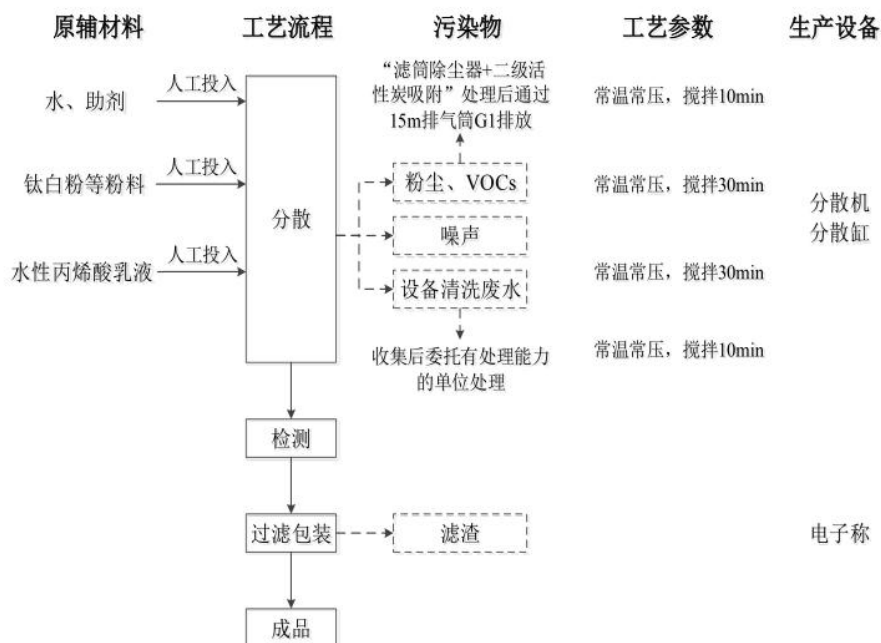 原辅材料 工艺流程 污染物 工艺参数 生产设备
“滤筒除尘器+二级活
性炭吸附”处理后通过
15m排气筒G1排放
人工投入
水、助剂
常温常压，搅拌10min
人工投入
钛白粉等粉料
粉尘、VOCs
常温常压，搅拌30min
分散
噪声
分散机
分散缸
人工投入
水性丙烯酸乳液
设备清洗废水
常温常压，搅拌30min
收集后委托有处理能力
的单位处理
常温常压，搅拌10min
检测
过滤包装
滤渣
电子称
成品